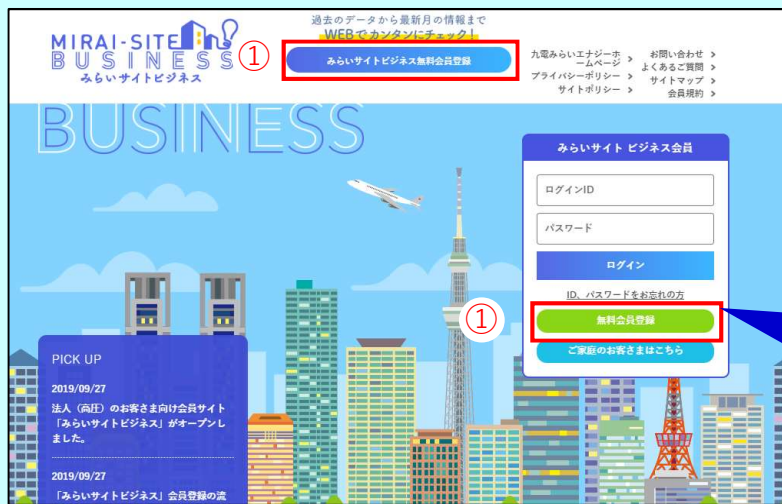 MIRAI-SITE
BUSINESS
みらいサイトビジネス
①
過去のデータから最新月の情報まで
WEBでカンタンにチェック!
みらいサイトビジネス無料会員登録
九電みらいエナジーホ
ームページ
プライバシーポリシー
サイトポリシー
お問い合わせ
よくあるご質問
サイトマップ
会員規約
BUSINESS
みらいサイト ビジネス会員
ログインID
パスワード
ログイン
ID、パスワードをお忘れの方
①
無料会員登録
ご家庭のお客さまはこちら
PICK UP
2019/09/27
法人（高圧）のお客さま向け会員サイト
「みらいサイトビジネス」がオープンし
ました。
2019/09/27
「みらいサイトビジネス」会員登録の流